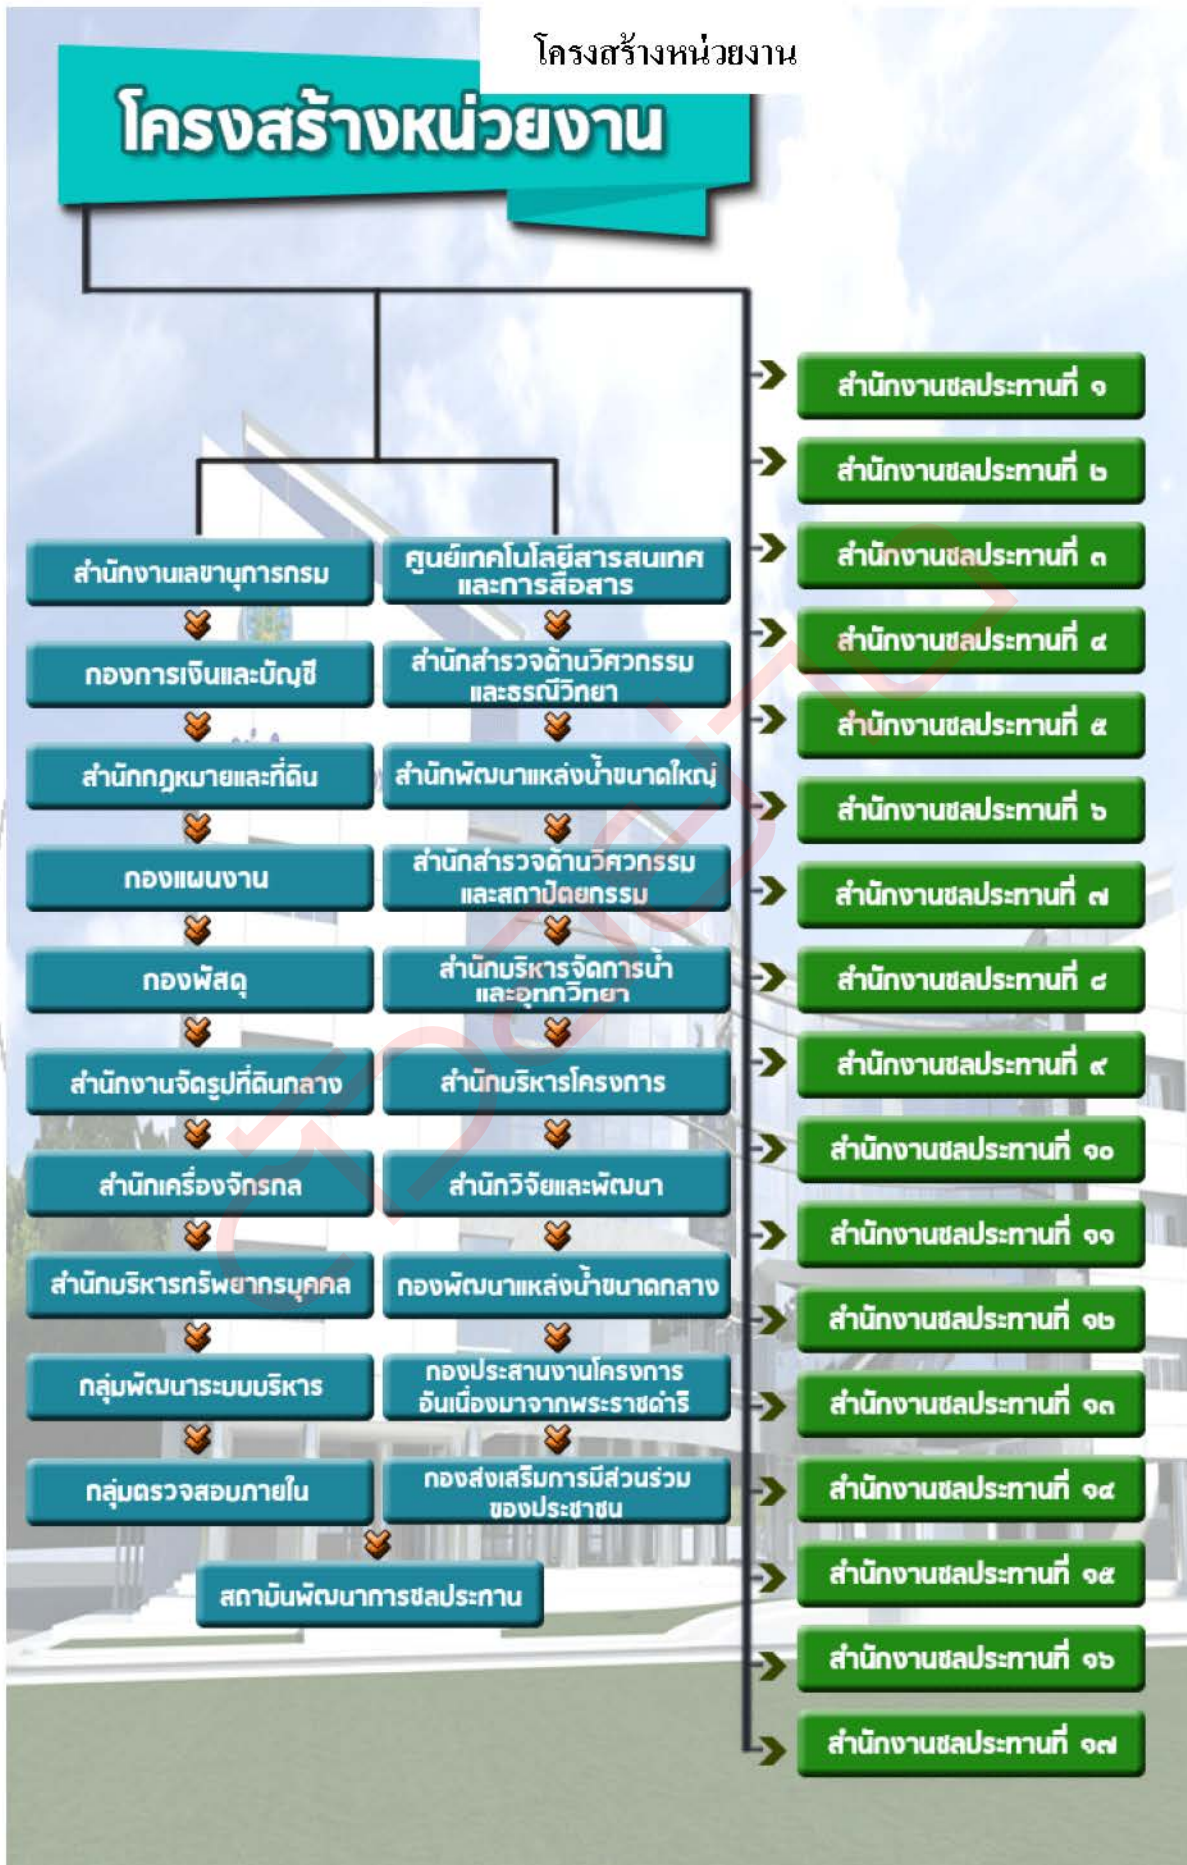 โครงสร้างหน่วยงาน
โครงสร้างหน่วยงาน
สำนักงานเลขานุการกรม
กองการเงินและบัญชี
สำนักกฎหมายและที่ดิน
กองแผนงาน
กองพัสดุ
สำนักงานจัดรูปที่ดินกลาง
สำนักเครื่องจักรกล
สำนักบริหารทรัพยากรบุคคล
กลุ่มพัฒนาระบบบริหาร
กลุ่มตรวจสอบภายใน
ศูนย์เทคโนโลยีสารสนเทศ
และการสื่อสาร
สำนักสำรวจด้านวิศวกรรม
และธรณีวิทยา
สำนักพัฒนาแหล่งน้ำขนาดใหญ่
สำนักสำรวจด้านวิศวกรรม
และสถาปัตยกรรม
สำนักบริหารจัดการน้ำ
และอุทกวิทยา
สำนักบริหารโครงการ
สำนักวิจัยและพัฒนา
กองพัฒนาแหล่งน้ำขนาดกลาง
กองประสานงานโครงการ
อันเนื่องมาจากพระราชดำริ
กองส่งเสริมการมีส่วนร่วม
ของประชาชน
สถาบันพัฒนาการชลประทาน
สำนักงานชลประทานที่ ๑
สำนักงานชลประทานที่ ๒
สำนักงานชลประทานที่ ๓
สำนักงานชลประทานที่ ๔
สำนักงานชลประทานที่ ๕
สำนักงานชลประทานที่ ๖
สำนักงานชลประทานที่ ๗
สำนักงานชลประทานที่ ๘
สำนักงานชลประทานที่ ๙
สำนักงานชลประทานที่ ๑๐
สำนักงานชลประทานที่ ๑๑
สำนักงานชลประทานที่ ๑๒
สำนักงานชลประทานที่ ๑๓
สำนักงานชลประทานที่ ๑๔
สำนักงานชลประทานที่ ๑๕
สำนักงานชลประทานที่ ๑๖
สำนักงานชลประทานที่ ๑๗
ตัวอย่าง